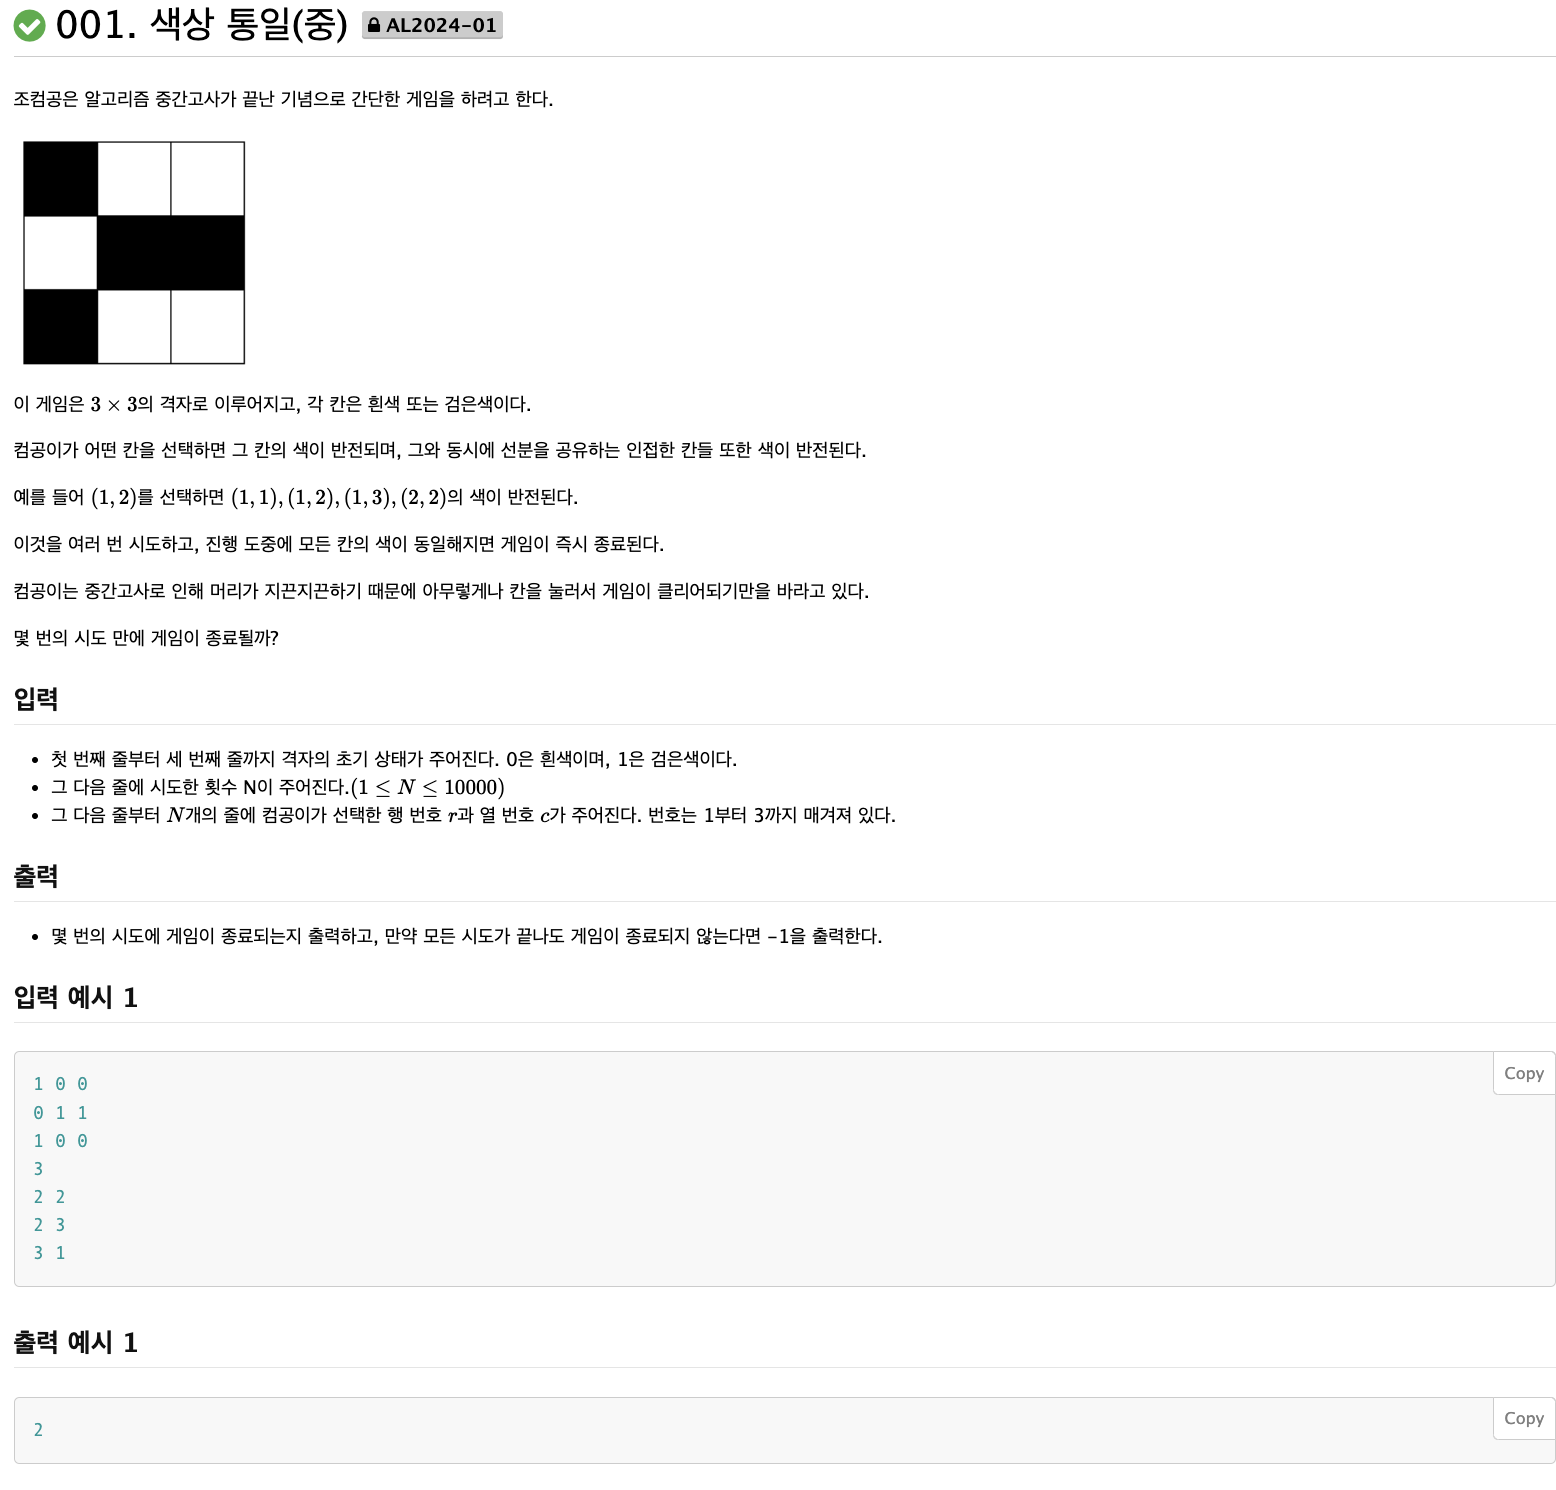 001. 색상 통일(중) AL2024-01
조컴공은 알고리즘 중간고사가 끝난 기념으로 간단한 게임을 하려고 한다.
이 게임은 3 × 3의 격자로 이루어지고, 각 칸은 흰색 또는 검은색이다.
컴공이가 어떤 칸을 선택하면 그 칸의 색이 반전되며, 그와 동시에 선분을 공유하는 인접한 칸들 또한 색이 반전된다.
예를 들어 (1, 2)를 선택하면 (1, 1), (1, 2), (1, 3), (2, 2)의 색이 반전된다.
이것을 여러 번 시도하고, 진행 도중에 모든 칸의 색이 동일해지면 게임이 즉시 종료된다.
컴공이는 중간고사로 인해 머리가 지끈지끈하기 때문에 아무렇게나 칸을 눌러서 게임이 클리어되기만을 바라고 있다.
몇 번의 시도 만에 게임이 종료될까?
입력
• 첫 번째 줄부터 세 번째 줄까지 격자의 초기 상태가 주어진다. 0은 흰색이며, 1은 검은색이다.
• 그 다음 줄에 시도한 횟수 N이 주어진다.(1 ≤ N ≤ 10000)
• 그 다음 줄부터 N개의 줄에 컴공이가 선택한 행 번호 r과 열 번호 c가 주어진다. 번호는 1부터 3까지 매겨져 있다.
출력
• 몇 번의 시도에 게임이 종료되는지 출력하고, 만약 모든 시도가 끝나도 게임이 종료되지 않는다면 -1을 출력한다.
입력 예시 1
Copy
1 0 0
0 1 1
1 0 0
3
2 2
2 3
3 1
출력 예시 1
Copy
2